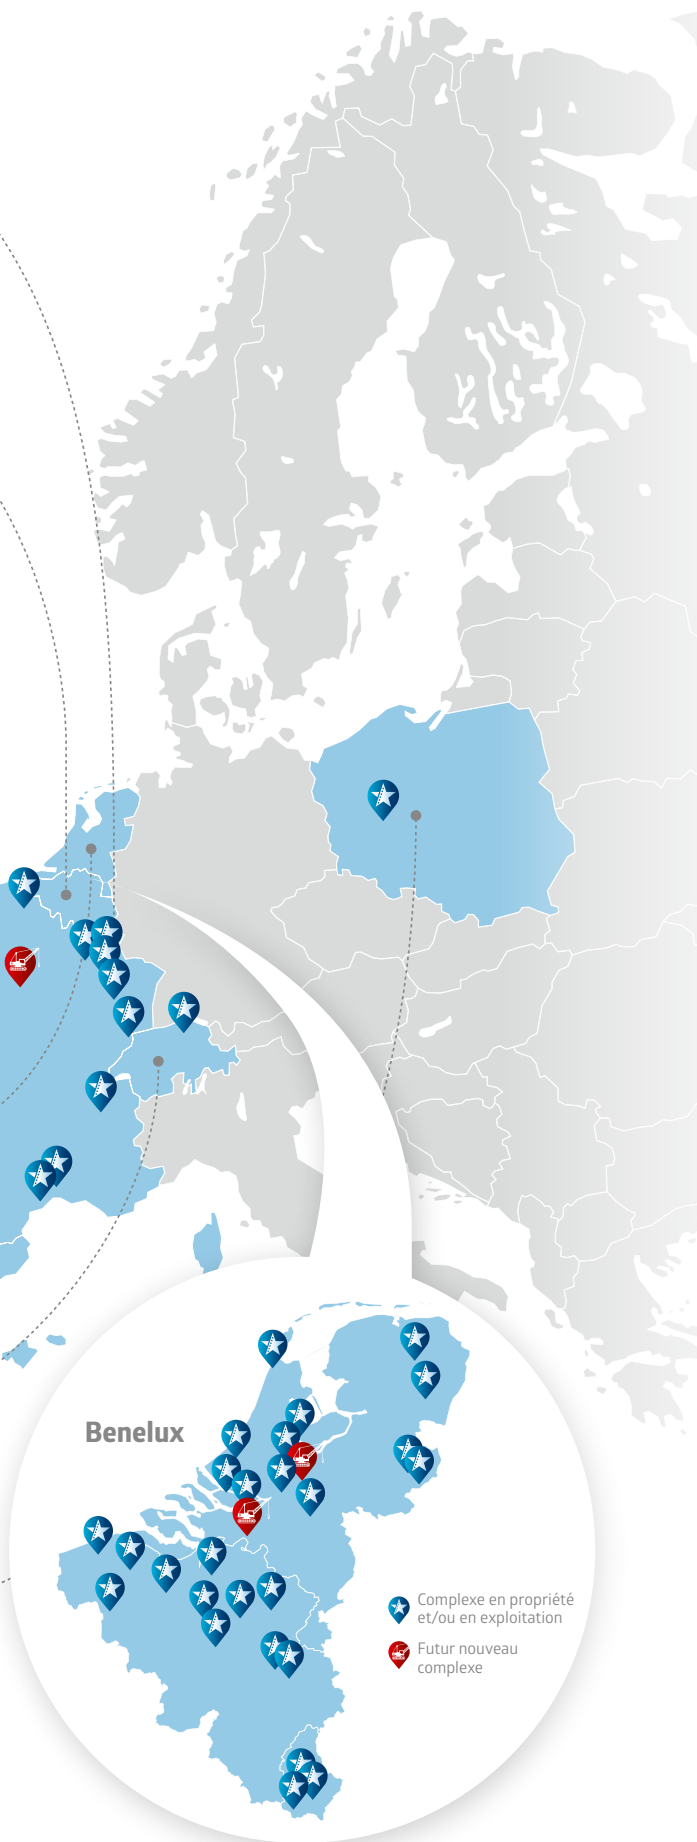 Benelux
Complexe en propriété
et/ou en exploitation
Futur nouveau
complexe